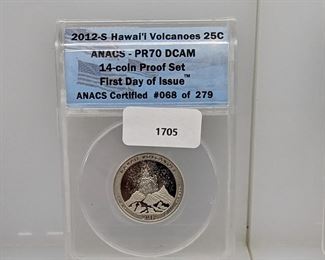 2012-S Hawai'i Volcanoes 25C
ANACS - PR70 DCAM
14-coin Proof Set
First Day of Issue™
ANACS Certified #068 of 279
1705